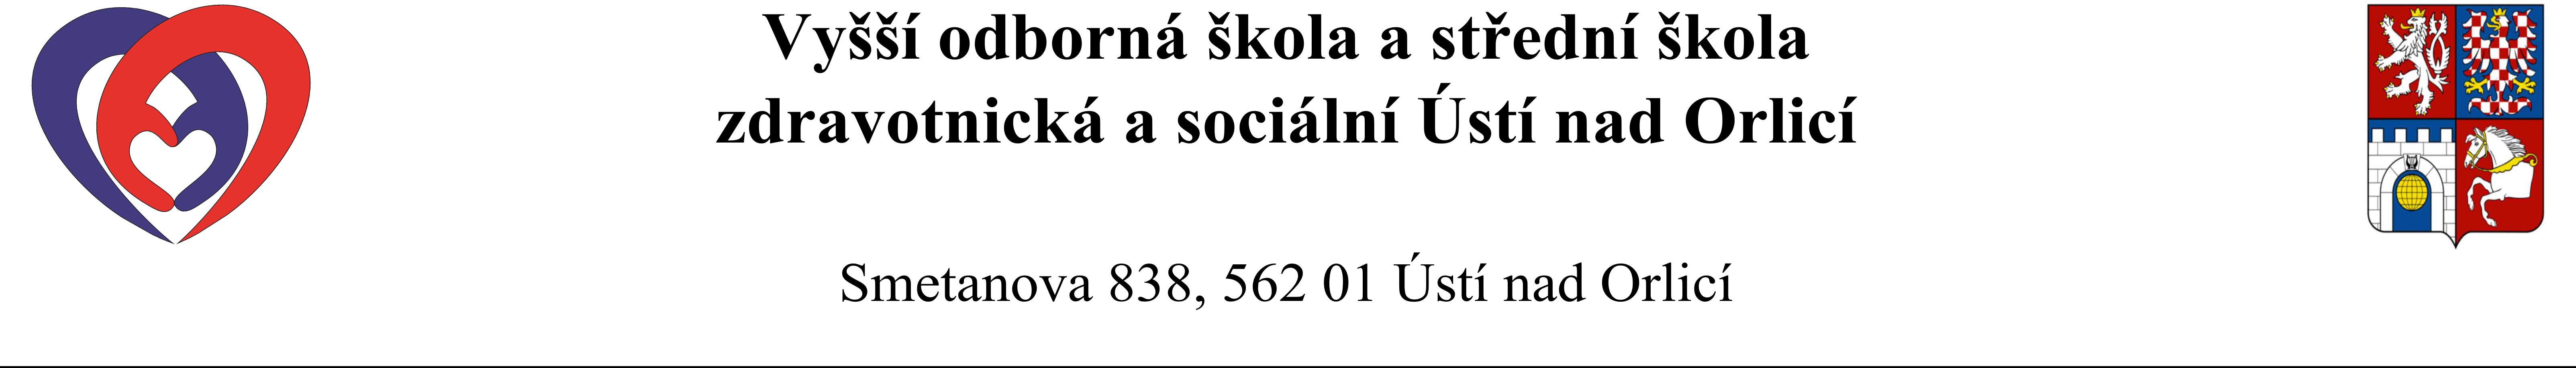 Vyšší odborná škola a střední škola
zdravotnická a sociální Ústí nad Orlicí
Smetanova 838, 562 01 Ústí nad Orlicí